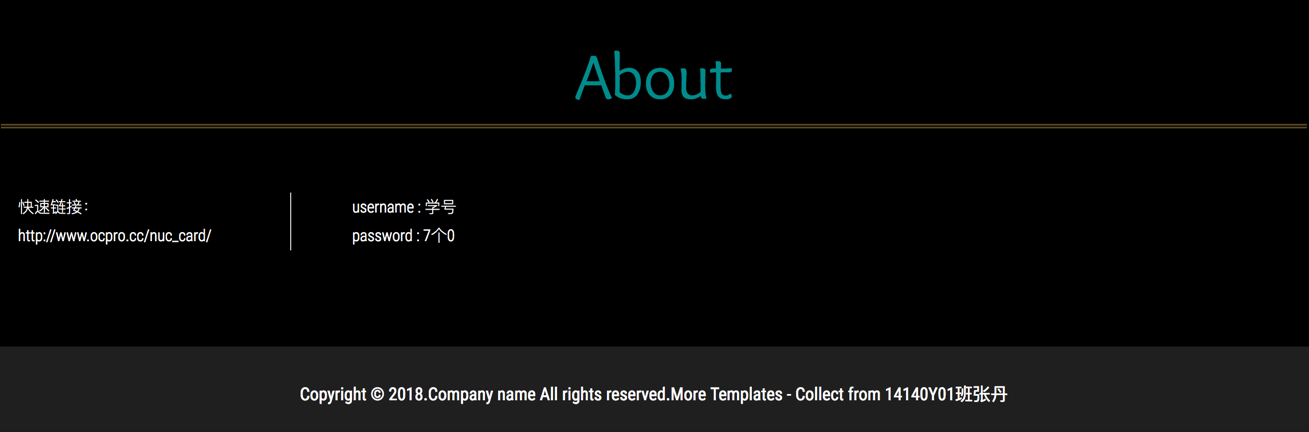 About
快速链接：
http://www.ocpro.cc/nuc_card/
username : 学号
password : 7个0
Copyright © 2018.Company name All rights reserved.More Templates - Collect from 14140Y01班张丹